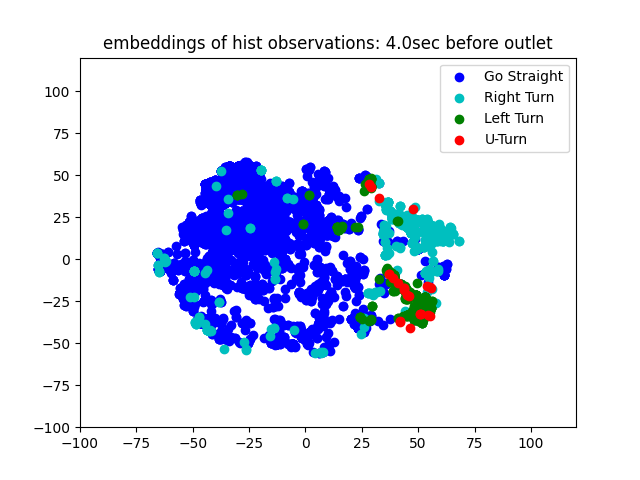 embeddings of hist observations: 4.0sec before outlet
Go Straight
Right Turn
Left Turn
U-Turn
100
75
50
25
0
−25
−50
−75
−100
−100 −75 −50 −25 0 25 50 75 100